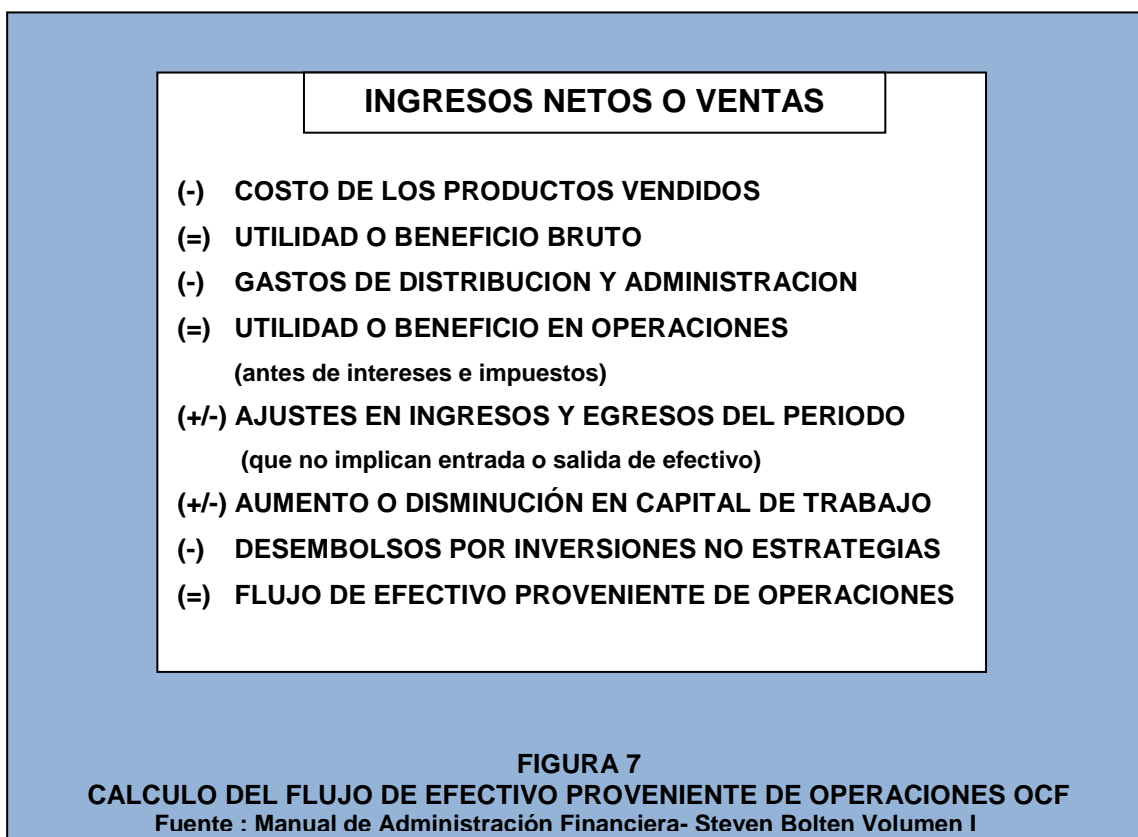 INGRESOS NETOS O VENTAS
(-) COSTO DE LOS PRODUCTOS VENDIDOS
(=) UTILIDAD O BENEFICIO BRUTO
(-) GASTOS DE DISTRIBUCION Y ADMINISTRACION
(=) UTILIDAD O BENEFICIO EN OPERACIONES
(antes de intereses e impuestos)
(+/-) AJUSTES EN INGRESOS Y EGRESOS DEL PERIODO
(que no implican entrada o salida de efectivo)
(+/-) AUMENTO O DISMINUCIÓN EN CAPITAL DE TRABAJO
(-) DESEMBOLSOS POR INVERSIONES NO ESTRATEGIAS
(=) FLUJO DE EFECTIVO PROVENIENTE DE OPERACIONES
FIGURA 7
CALCULO DEL FLUJO DE EFECTIVO PROVENIENTE DE OPERACIONES OCF
Fuente : Manual de Administración Financiera- Steven Bolten Volumen I